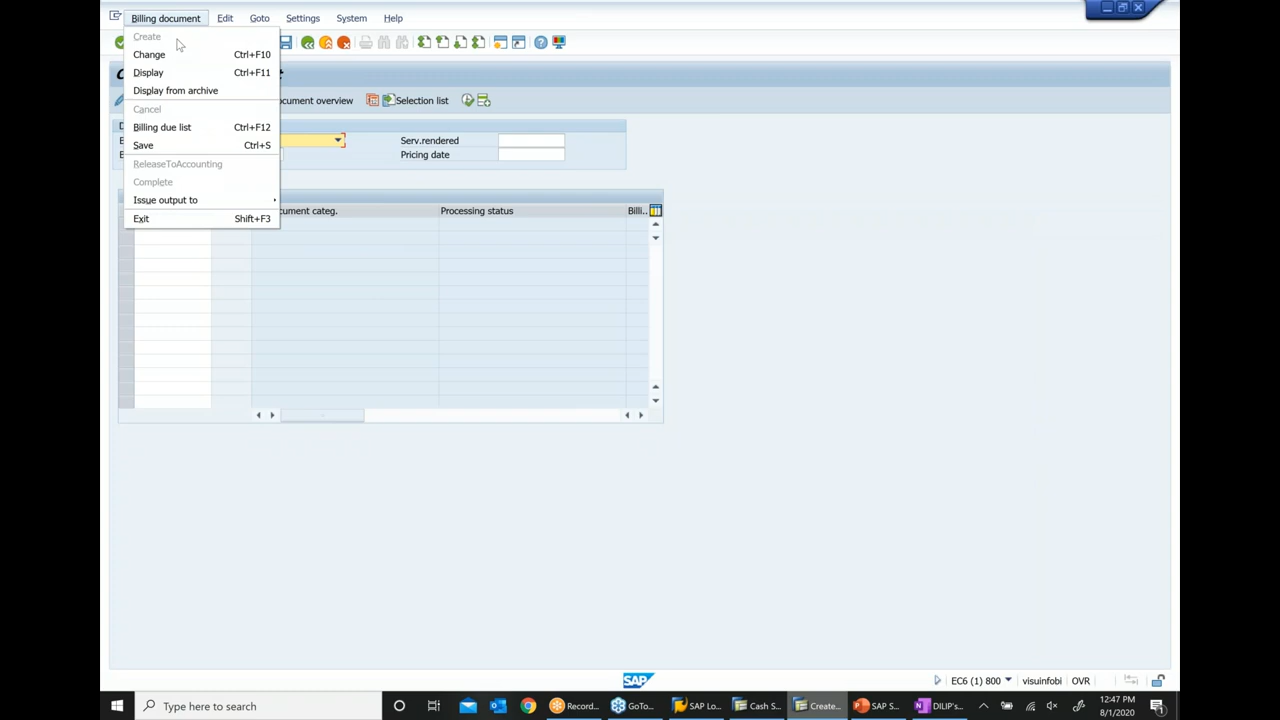 Billing document Edit Goto Settings System Help
Create
Change Ctrl+F10
Display Ctrl+F11
Display from archive
Cancel
Billing due list Ctrl+F12
Save Ctrl+S
ReleaseToAccounting
Complete
Issue output to
Exit Shift+F3
ocument overview Selection list
Serv.rendered
Pricing date
cument categ. Processing status Billi..
SAP
EC6 (1) 800 visuinfobi OVR
Type here to search
Record... GoTo... SAP Lo... Cash S... Create... SAP S... DILIP's...
12:47 PM
8/1/2020